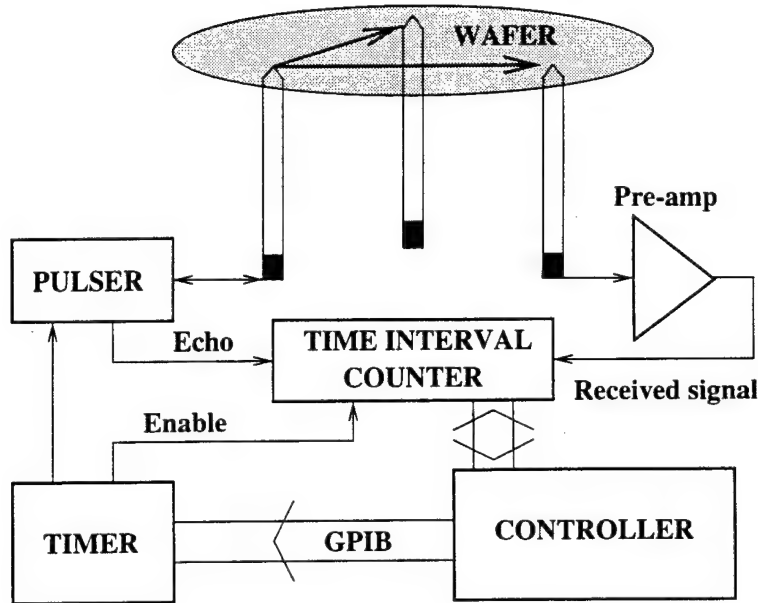 WAFER
Pre-amp
PULSER
Echo
TIME INTERVAL
COUNTER
Received signal
Enable
TIMER
GPIB
CONTROLLER